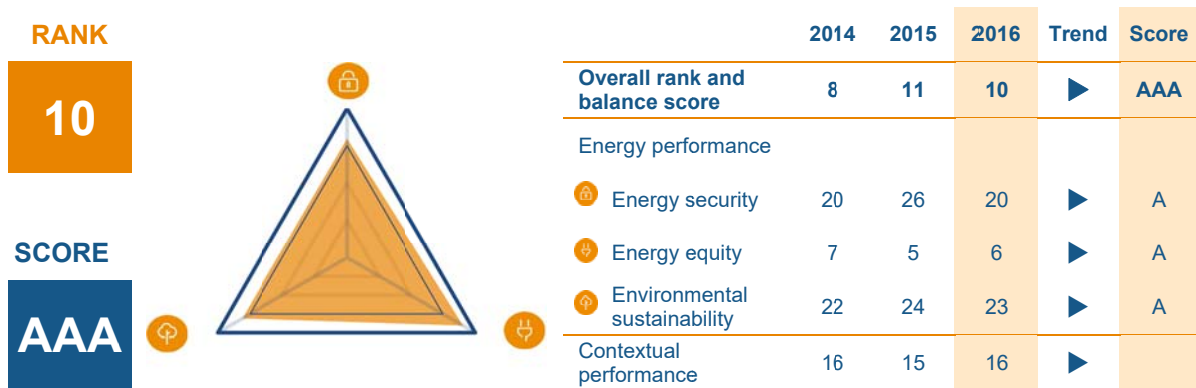 RANK
10
SCORE
AAA
2014 2015 2016 Trend Score
Overall rank and
balance score 8 11 10 AAA
Energy performance
Energy security 20 26 20 A
Energy equity 7 5 6 A
Environmental
sustainability 22 24 23 A
Contextual
performance 16 15 16